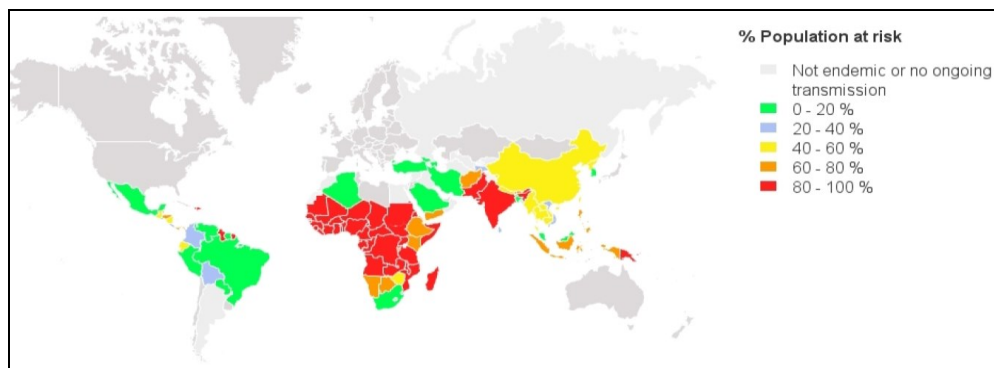 % Population at risk
Not endemic or no ongoing
transmission
0 - 20 %
20 - 40 %
40 - 60 %
60 - 80 %
80 - 100 %